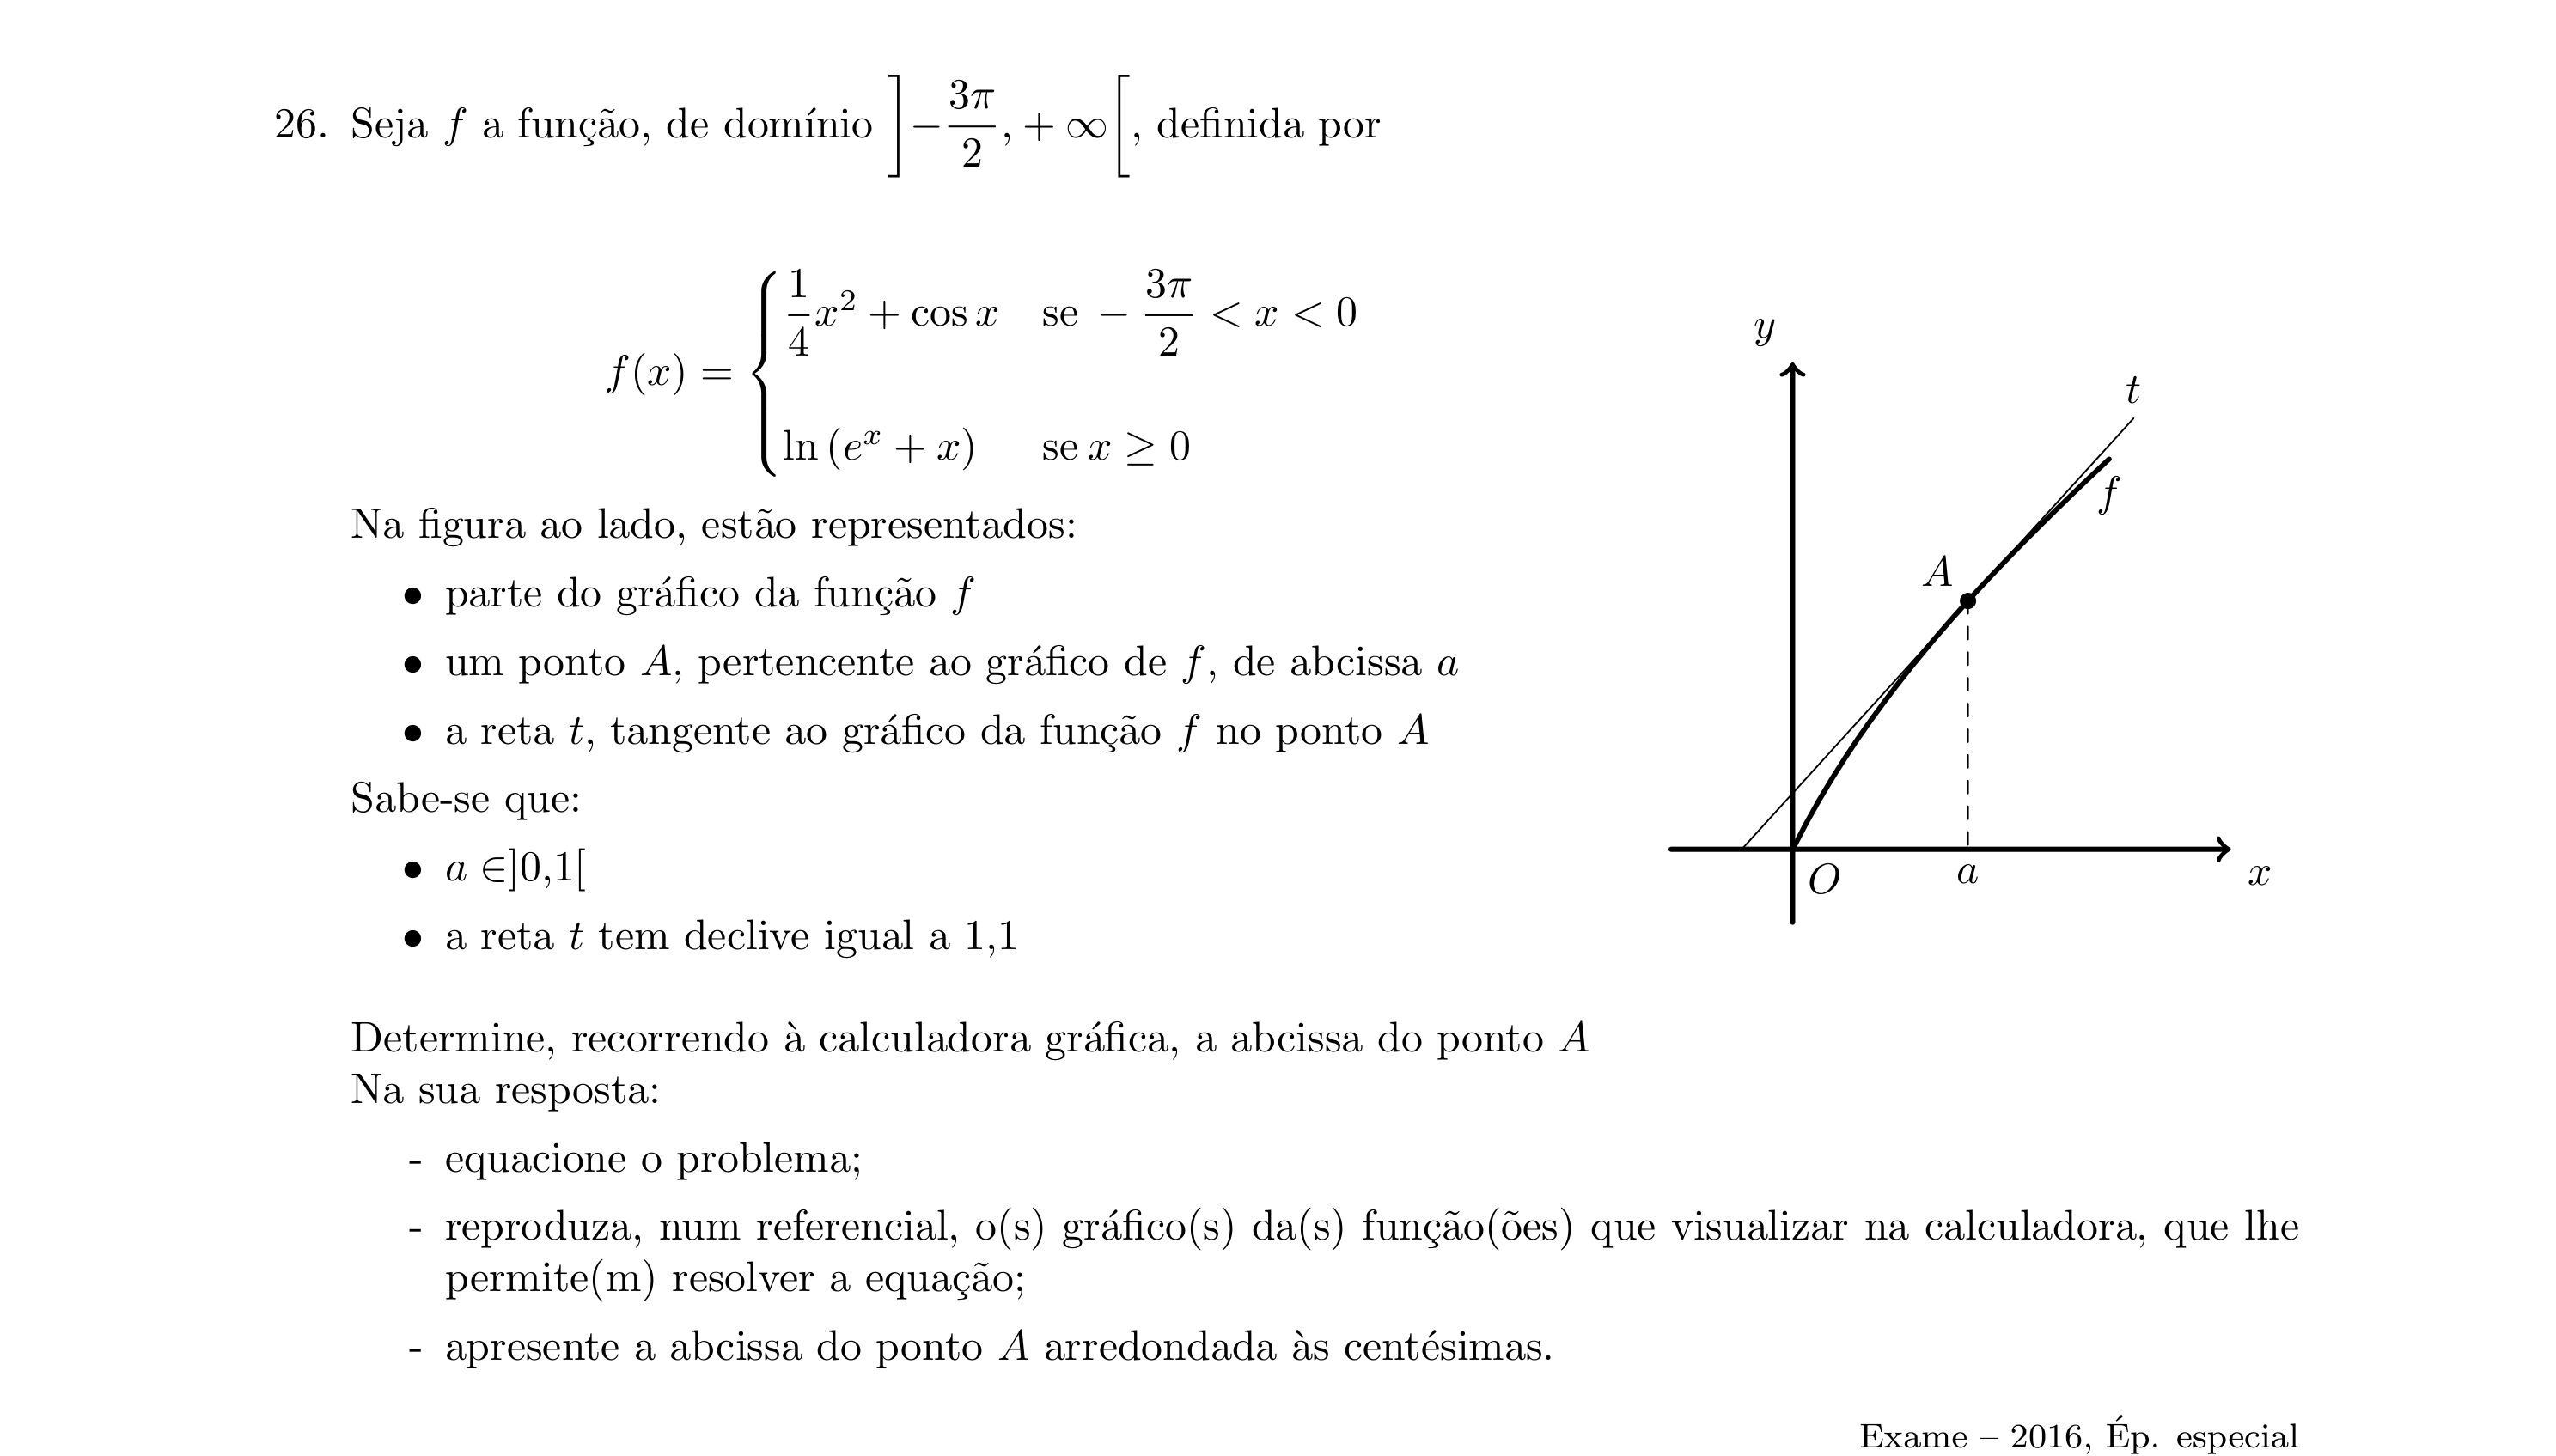 26. Seja f a função, de domínio ]−3π/2, + ∞[, definida por
f(x) = { 1/4 x² + cos x se − 3π/2 < x < 0
ln (eˣ + x) se x ≥ 0
Na figura ao lado, estão representados:
• parte do gráfico da função f
• um ponto A, pertencente ao gráfico de f, de abcissa a
• a reta t, tangente ao gráfico da função f no ponto A
Sabe-se que:
• a ∈]0,1[
• a reta t tem declive igual a 1,1
y
t
f
A
O
a
x
Determine, recorrendo à calculadora gráfica, a abcissa do ponto A
Na sua resposta:
- equacione o problema;
- reproduza, num referencial, o(s) gráfico(s) da(s) função(ões) que visualizar na calculadora, que lhe
permite(m) resolver a equação;
- apresente a abcissa do ponto A arredondada às centésimas.
Exame – 2016, Ép. especial